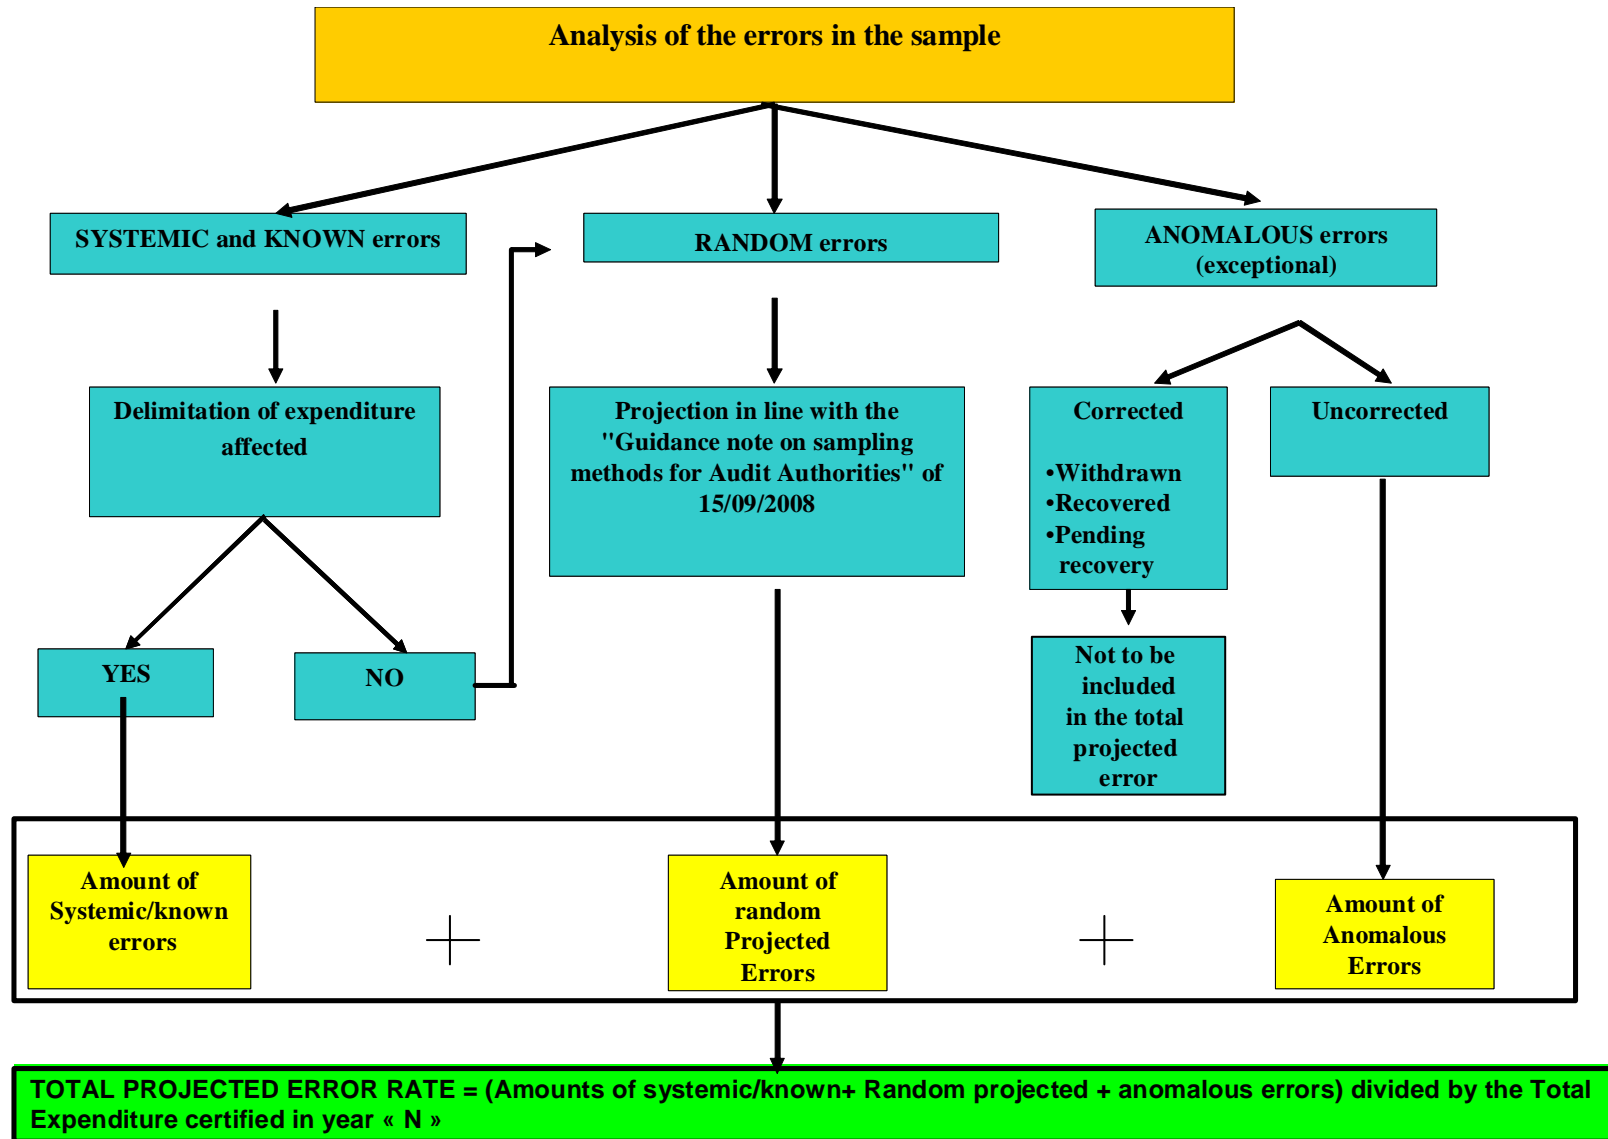 Analysis of the errors in the sample
SYSTEMIC and KNOWN errors
RANDOM errors
ANOMALOUS errors
(exceptional)
Delimitation of expenditure
affected
Projection in line with the
"Guidance note on sampling
methods for Audit Authorities" of
15/09/2008
Corrected
•Withdrawn
•Recovered
•Pending
recovery
Uncorrected
YES
NO
Not to be
included
in the total
projected
error
Amount of
Systemic/known
errors
+
Amount of
random
Projected
Errors
+
Amount of
Anomalous
Errors
TOTAL PROJECTED ERROR RATE = (Amounts of systemic/known+ Random projected + anomalous errors) divided by the Total
Expenditure certified in year « N »